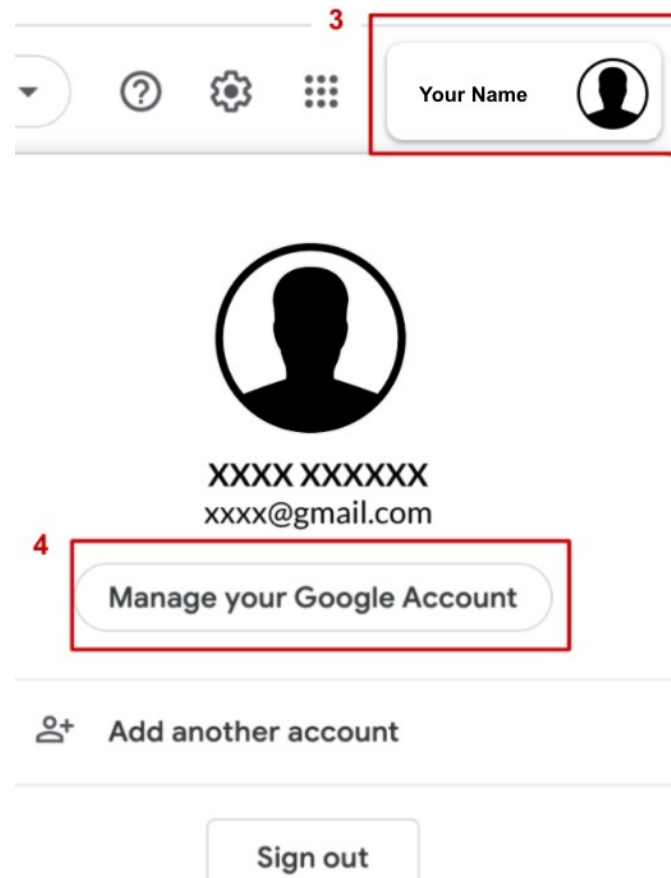 3
Your Name
XXXX XXXXXX
xxxx@gmail.com
4
Manage your Google Account
Add another account
Sign out